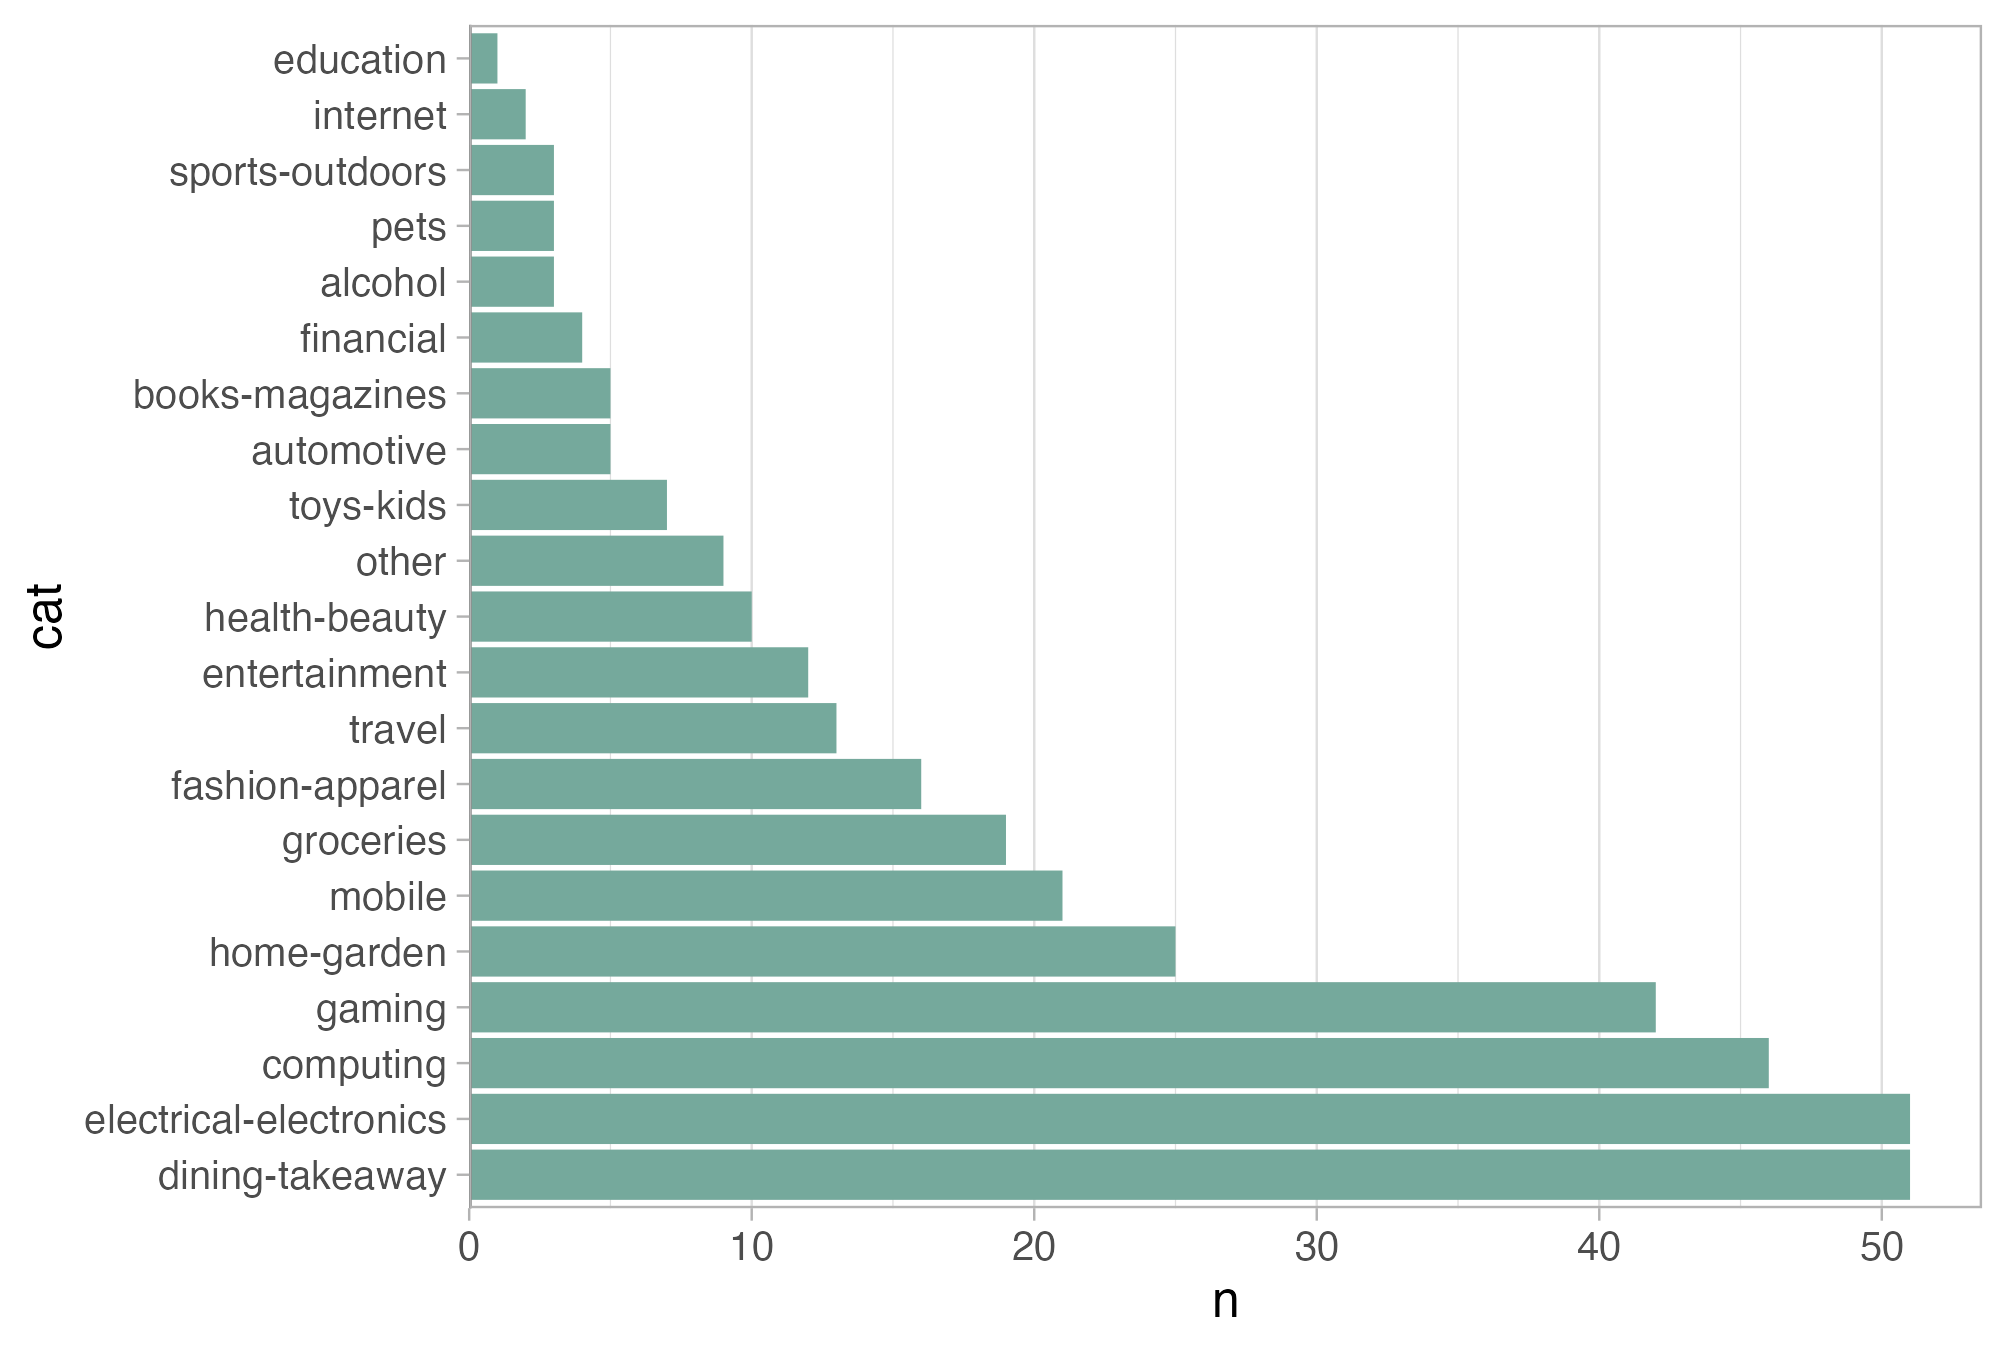 education
internet
sports-outdoors
pets
alcohol
financial
books-magazines
automotive
toys-kids
other
health-beauty
entertainment
travel
fashion-apparel
groceries
mobile
home-garden
gaming
computing
electrical-electronics
dining-takeaway
cat
0 10 20 30 40 50
n